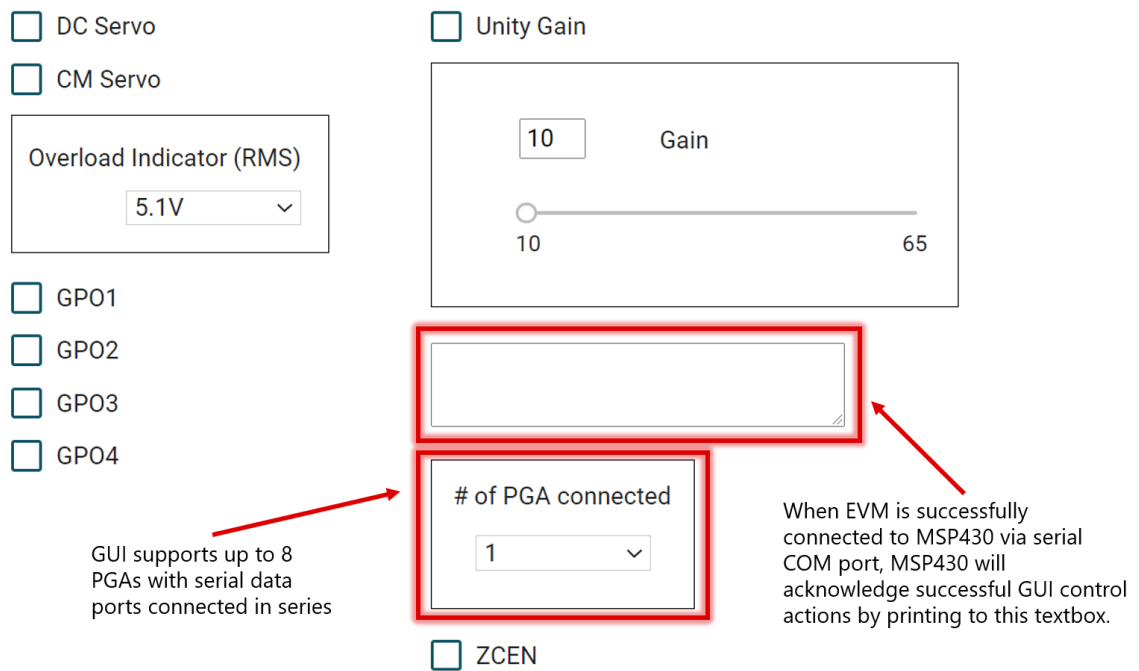 DC Servo
Unity Gain
CM Servo
Overload Indicator (RMS)
5.1V
10
Gain
10
65
GPO1
GPO2
GPO3
GPO4
# of PGA connected
1
GUI supports up to 8
PGAs with serial data
ports connected in series
When EVM is successfully
connected to MSP430 via serial
COM port, MSP430 will
acknowledge successful GUI control
actions by printing to this textbox.
ZCEN